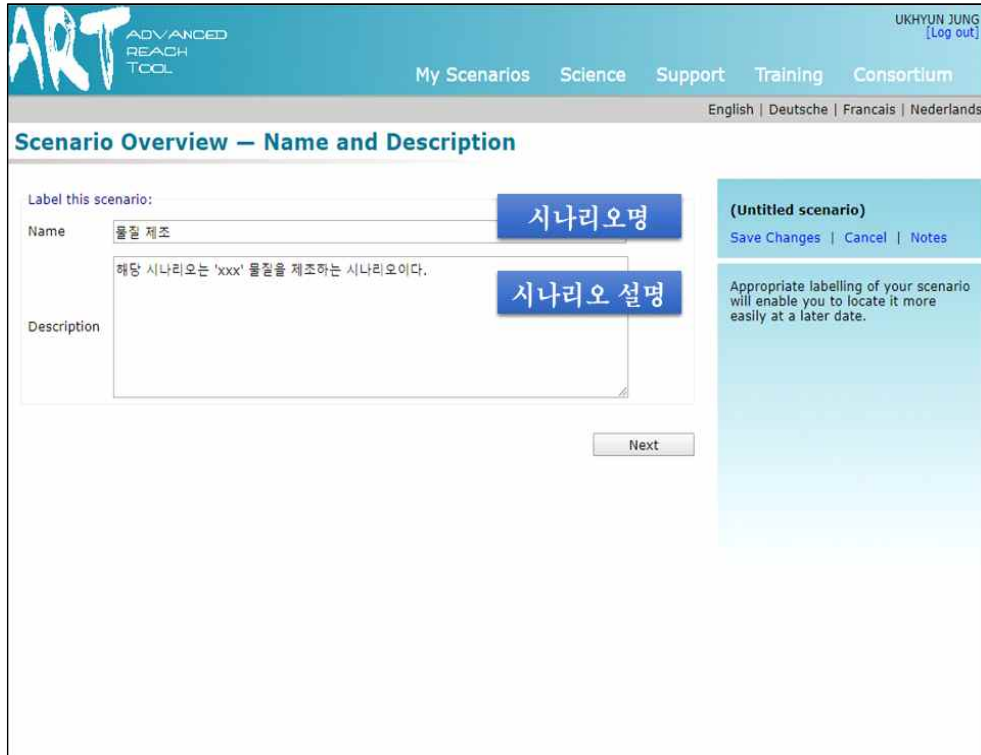 ART
ADVANCED
REACH
TOOL
UKHYUN JUNG
[Log out]
My Scenarios Science Support Training Consortium
English | Deutsche | Francais | Nederlands
Scenario Overview — Name and Description
Label this scenario:
Name 물질 제조 시나리오명
해당 시나리오는 'xxx' 물질을 제조하는 시나리오이다.
시나리오 설명
Description
Next
(Untitled scenario)
Save Changes | Cancel | Notes
Appropriate labelling of your scenario
will enable you to locate it more
easily at a later date.